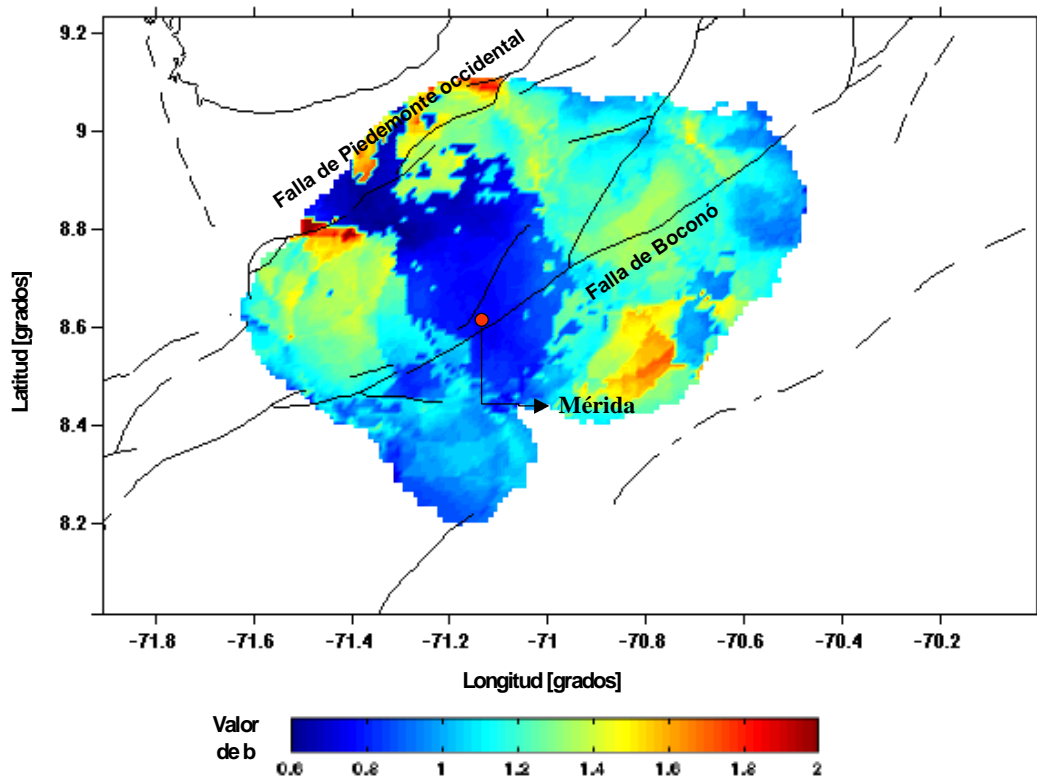 9.2
9
8.8
8.6
8.4
8.2
Latitud [grados]
Falla de Piedemonte occidental
Falla de Boconó
Mérida
-71.8 -71.6 -71.4 -71.2 -71 -70.8 -70.6 -70.4 -70.2
Longitud [grados]
Valor
de b
0.6 0.8 1 1.2 1.4 1.6 1.8 2